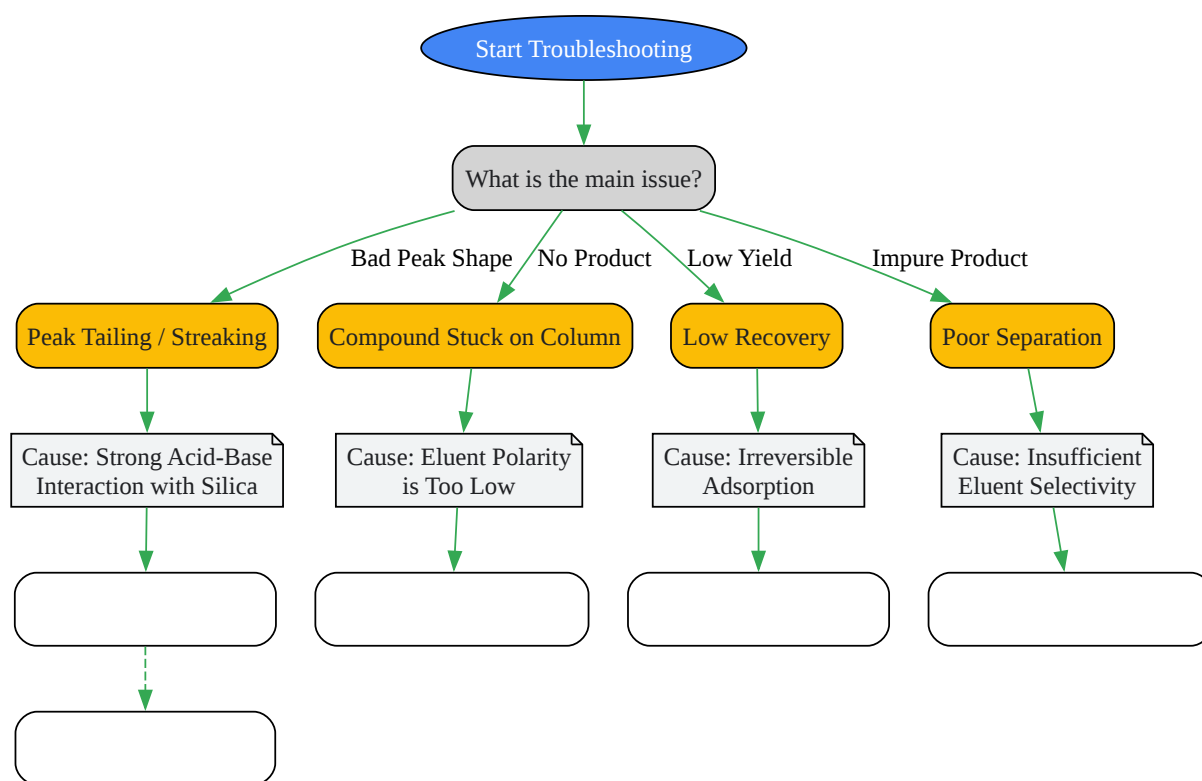 Start Troubleshooting
What is the main issue?
Bad Peak Shape
No Product
Low Yield
Impure Product
Peak Tailing / Streaking
Compound Stuck on Column
Low Recovery
Poor Separation
Cause: Strong Acid-Base
Interaction with Silica
Cause: Eluent Polarity
is Too Low
Cause: Irreversible
Adsorption
Cause: Insufficient
Eluent Selectivity